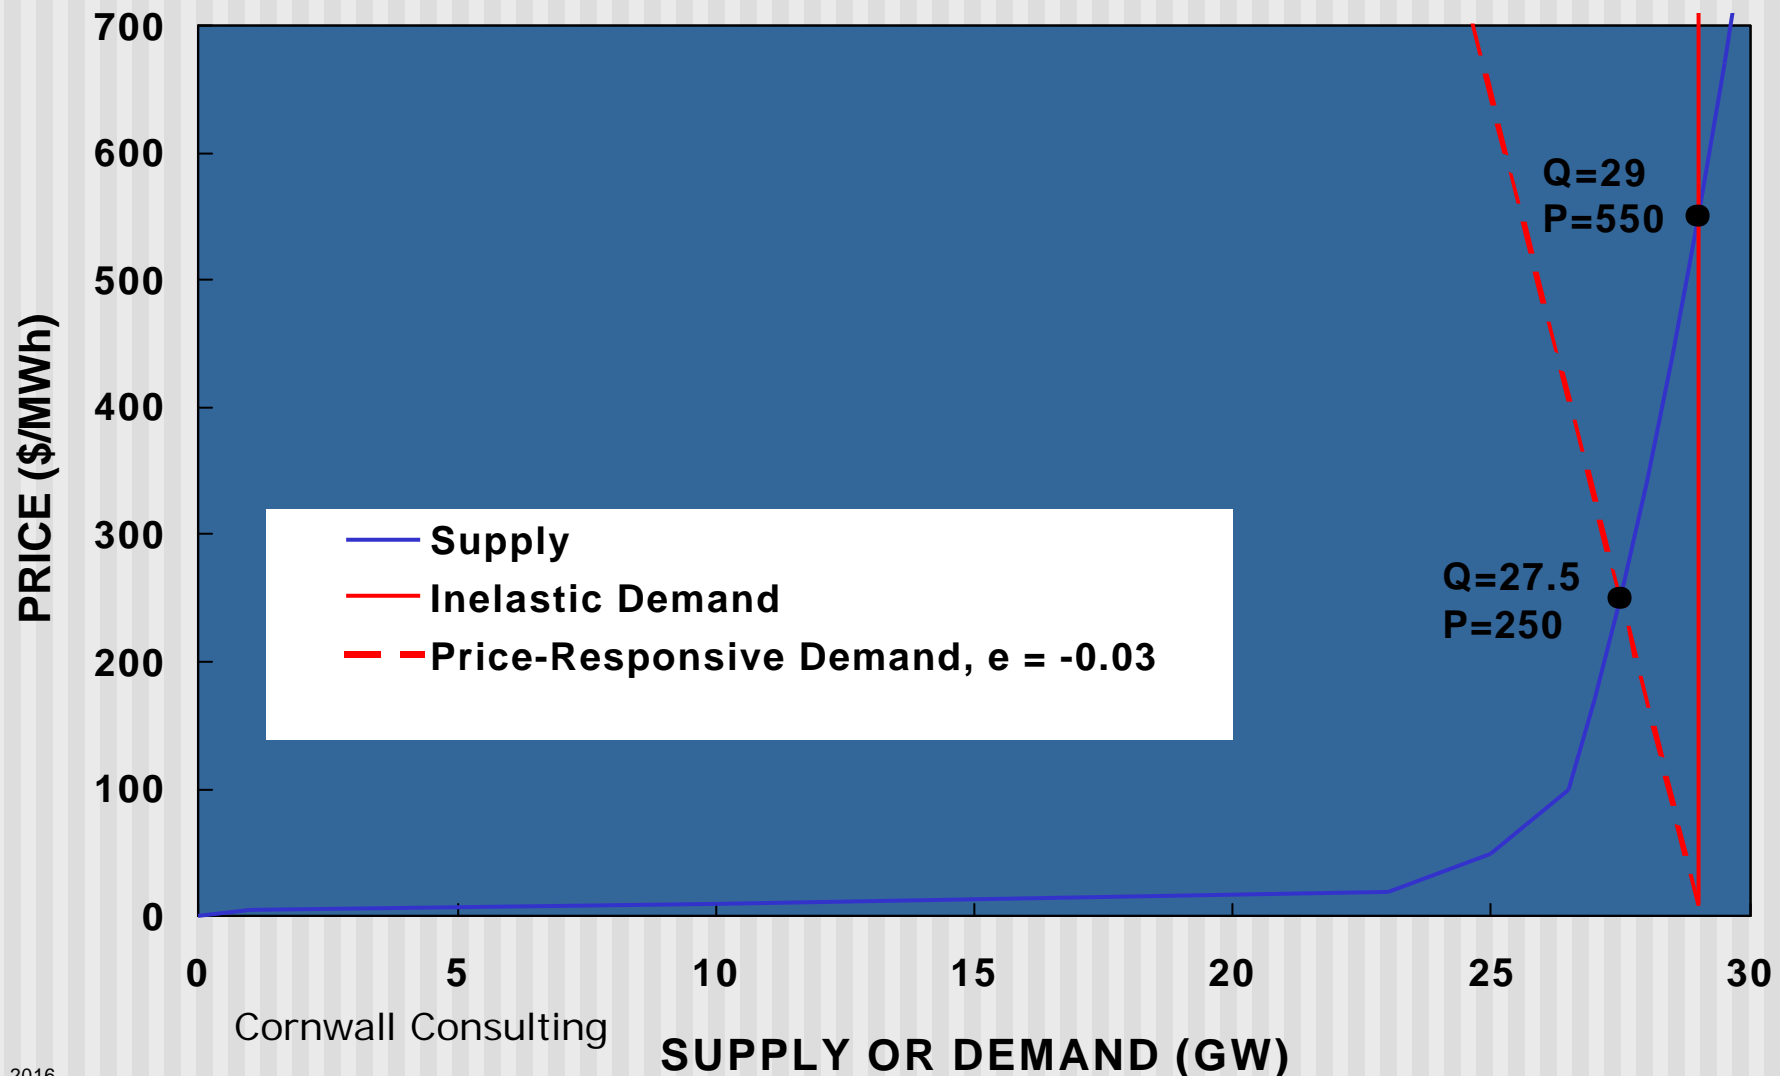 700
600
500
400
300
200
100
0
PRICE ($/MWh)
Q=29
P=550
Q=27.5
P=250
Supply
Inelastic Demand
Price-Responsive Demand, e = -0.03
0 5 10 15 20 25 30
Cornwall Consulting
SUPPLY OR DEMAND (GW)
2016